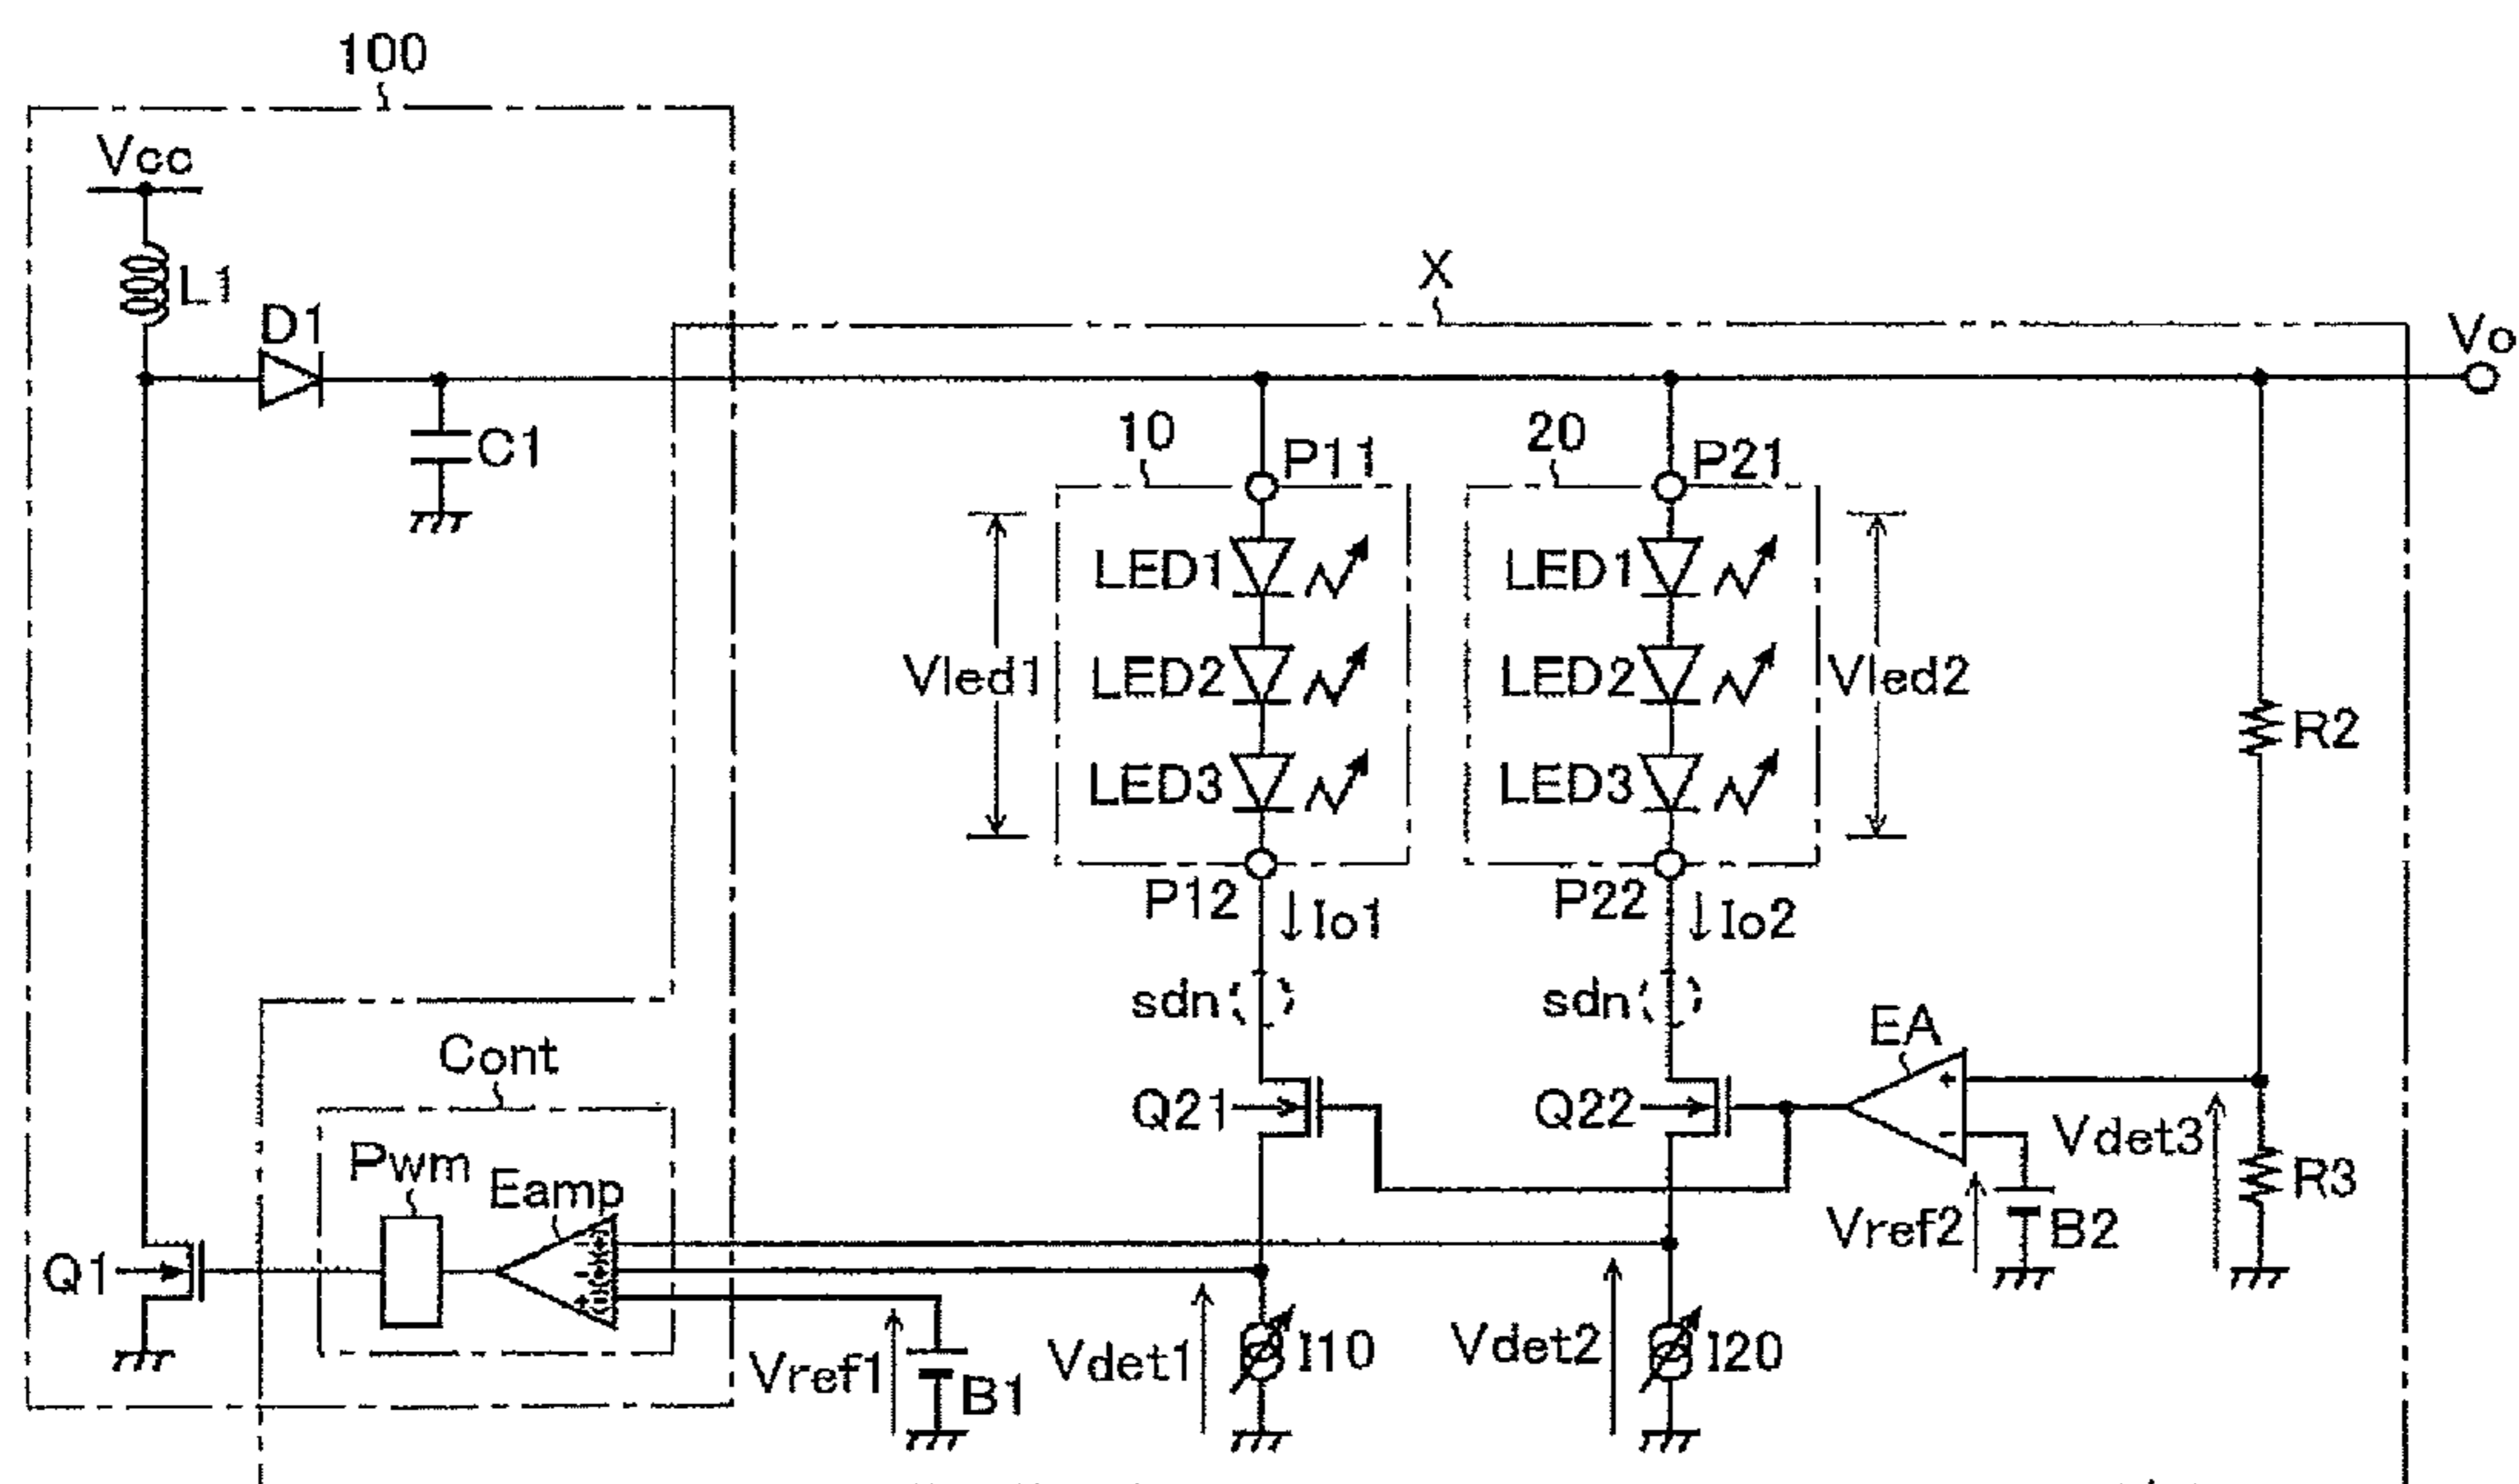 100
Vcc
L1
D1
C1
X
Vo
10
P11
20
P21
LED1
LED2
LED3
Vled1
LED1
LED2
LED3
Vled2
R2
P12
Io1
P22
Io2
sdn
sdn
EA
+
-
Q21
Q22
Vdet3
R3
Vref2
B2
Cont
Pwm
Eamp
-
-
+
Q1
Vref1
B1
Vdet1
I10
Vdet2
I20